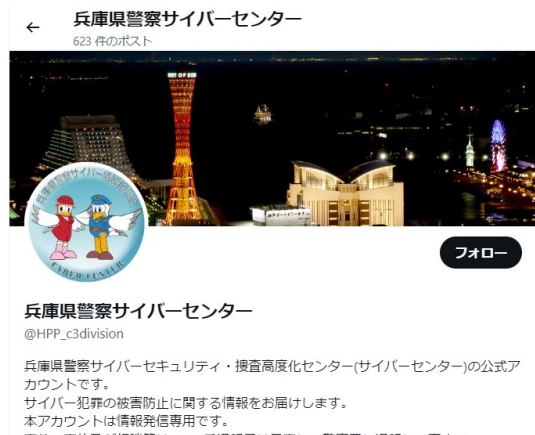 兵庫県警察サイバーセンター
623 件のポスト
CYBER CENTER
フォロー
兵庫県警察サイバーセンター
@HPP_c3division
兵庫県警察サイバーセキュリティ・捜査高度化センター(サイバーセンター)の公式ア
カウントです。
サイバー犯罪の被害防止に関する情報をお届けします。
本アカウントは情報発信専用です。